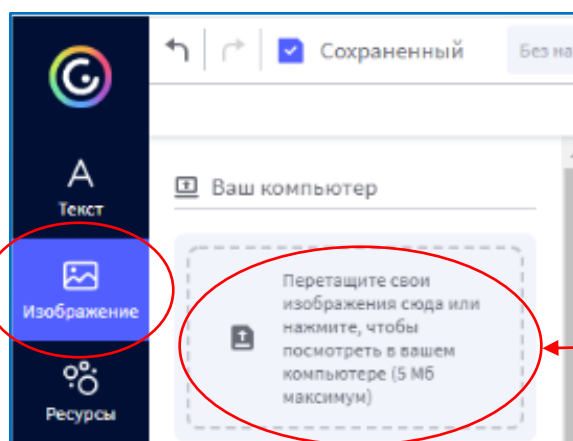 Сохраненный
Без на
Текст
Изображение
Ресурсы
Ваш компьютер
Перетащите свои
изображения сюда или
нажмите, чтобы
посмотреть в вашем
компьютере (5 Мб
максимум)